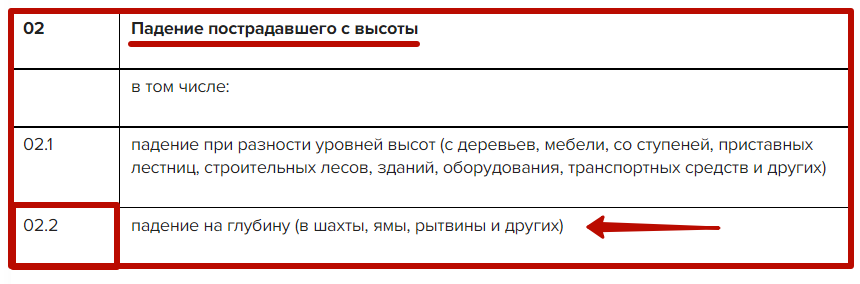 02 Падение пострадавшего с высоты
в том числе:
02.1 падение при разности уровней высот (с деревьев, мебели, со ступеней, приставных
лестниц, строительных лесов, зданий, оборудования, транспортных средств и других)
02.2 падение на глубину (в шахты, ямы, рытвины и других)